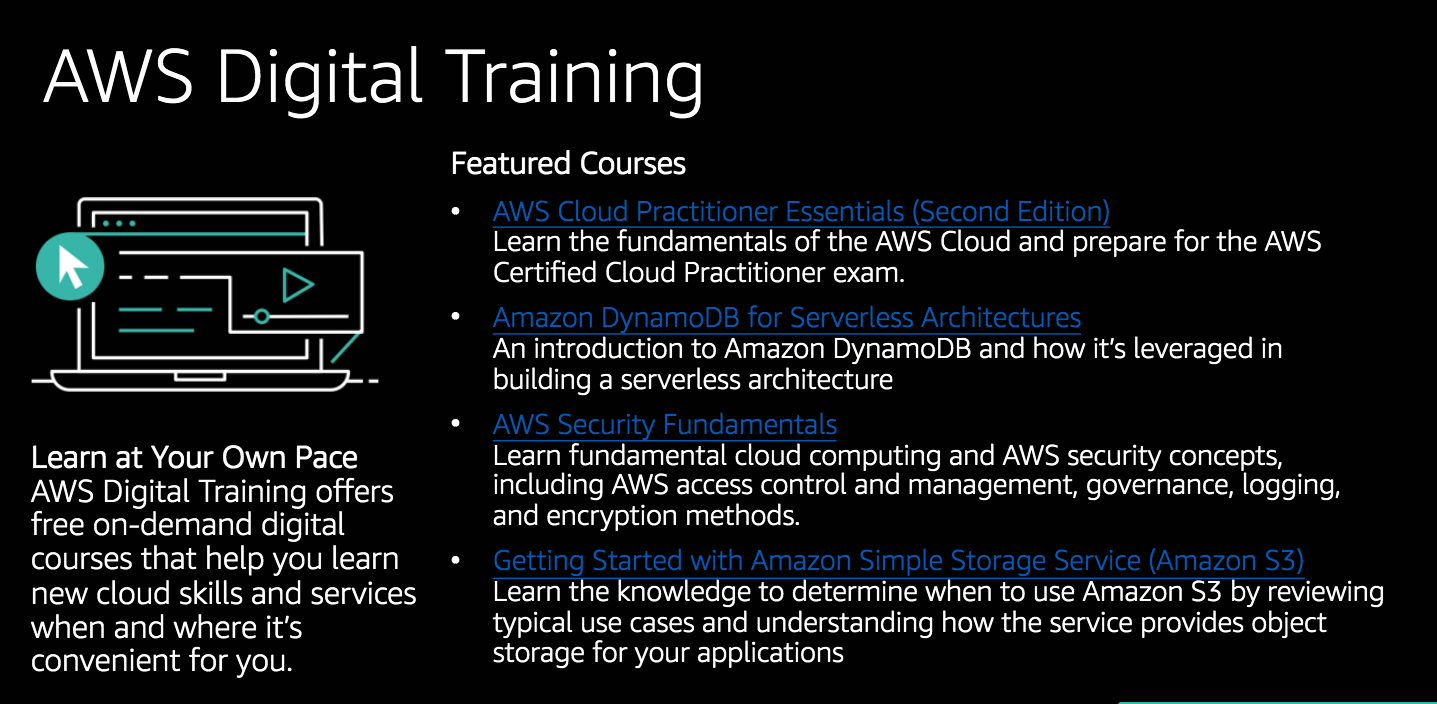 AWS Digital Training
Learn at Your Own Pace
AWS Digital Training offers
free on-demand digital
courses that help you learn
new cloud skills and services
when and where it’s
convenient for you.
Featured Courses
• AWS Cloud Practitioner Essentials (Second Edition)
Learn the fundamentals of the AWS Cloud and prepare for the AWS
Certified Cloud Practitioner exam.
• Amazon DynamoDB for Serverless Architectures
An introduction to Amazon DynamoDB and how it’s leveraged in
building a serverless architecture
• AWS Security Fundamentals
Learn fundamental cloud computing and AWS security concepts,
including AWS access control and management, governance, logging,
and encryption methods.
• Getting Started with Amazon Simple Storage Service (Amazon S3)
Learn the knowledge to determine when to use Amazon S3 by reviewing
typical use cases and understanding how the service provides object
storage for your applications